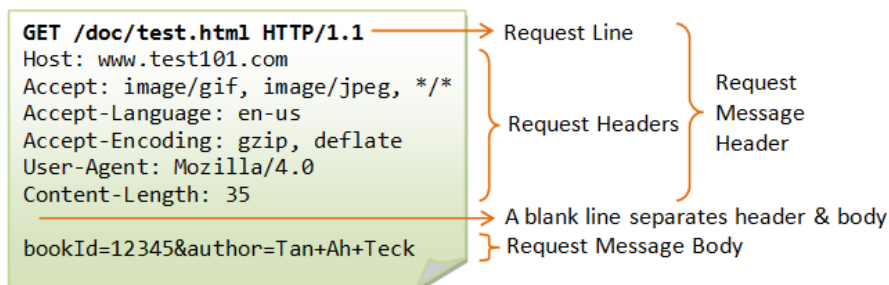 GET /doc/test.html HTTP/1.1
Host: www.test101.com
Accept: image/gif, image/jpeg, */*
Accept-Language: en-us
Accept-Encoding: gzip, deflate
User-Agent: Mozilla/4.0
Content-Length: 35
bookId=12345&author=Tan+Ah+Teck
Request Line
Request Headers
Request
Message
Header
A blank line separates header & body
Request Message Body